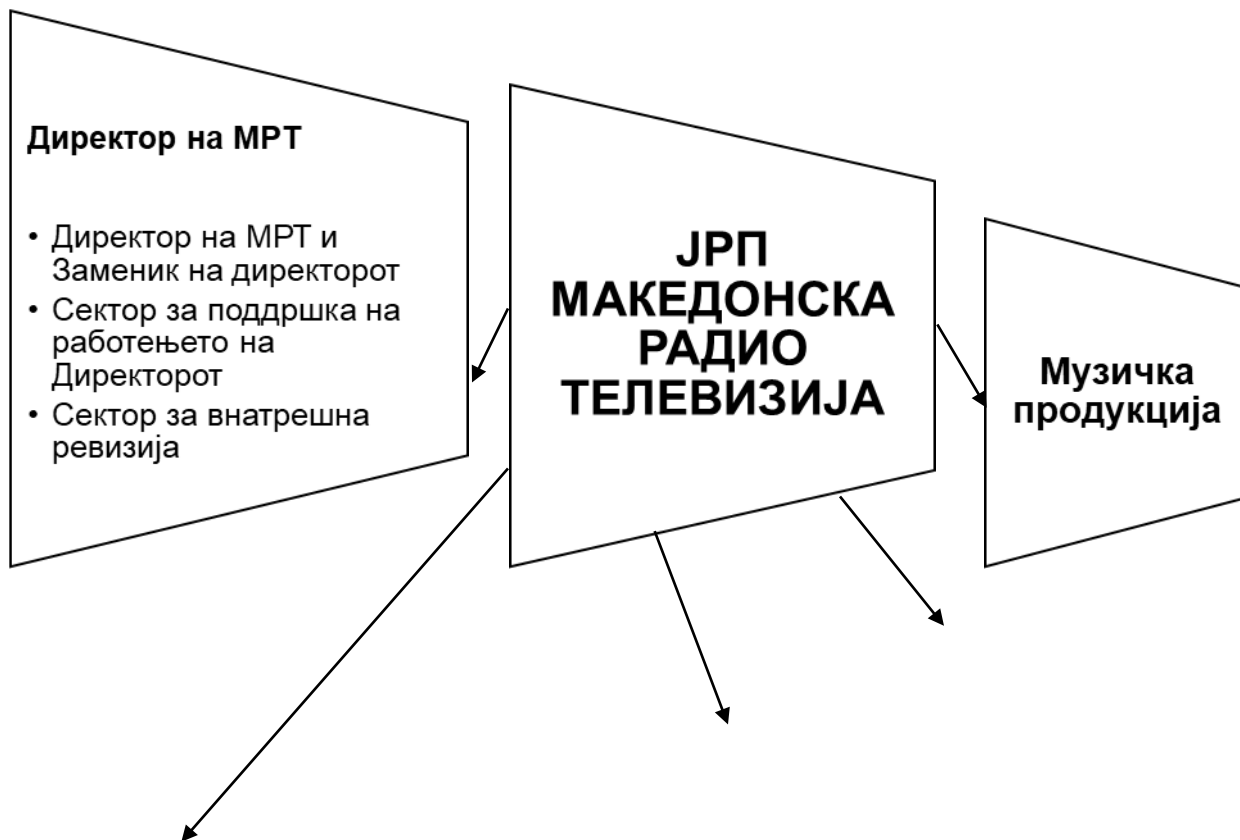 Директор на МРТ
• Директор на МРТ и
Заменик на директорот
• Сектор за поддршка на
работењето на
Директорот
• Сектор за внатрешна
ревизија
ЈРП
МАКЕДОНСКА
РАДИО
ТЕЛЕВИЗИЈА
Музичка
продукција